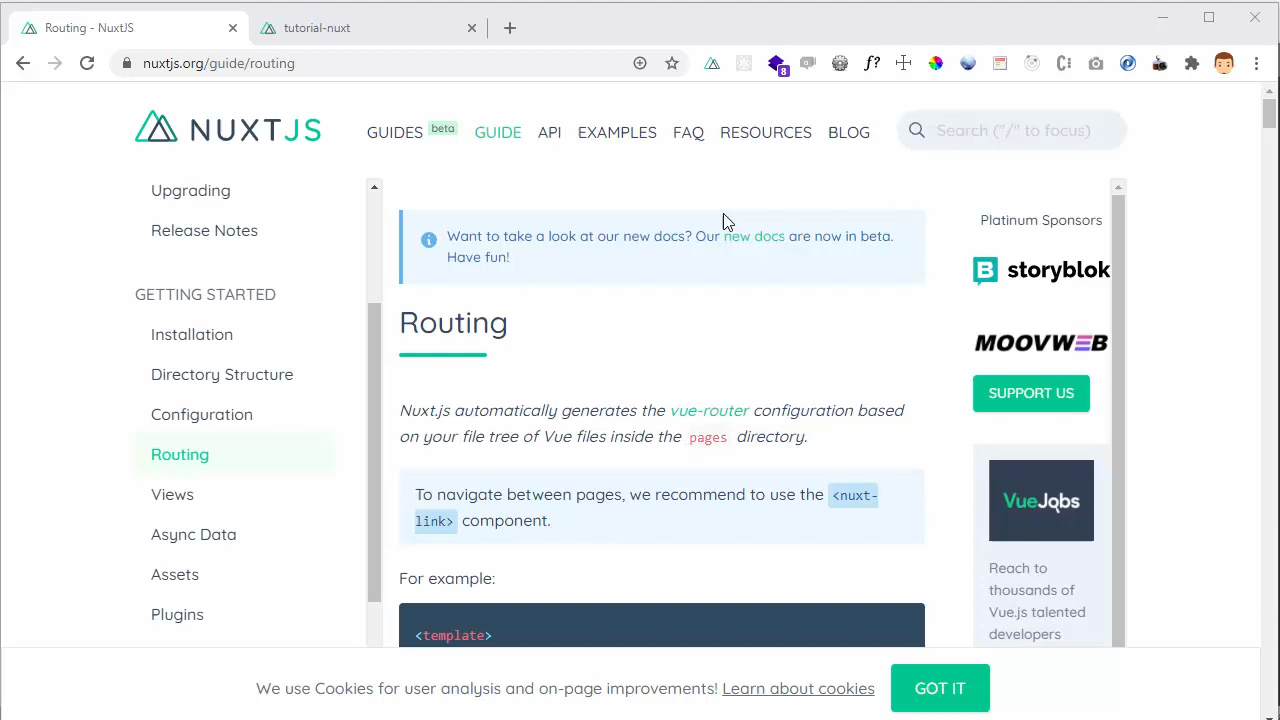 Routing - NuxtJS
tutorial-nuxt
nuxtjs.org/guide/routing
8
f?
NUXTJS
GUIDES beta GUIDE API EXAMPLES FAQ RESOURCES BLOG
Search ("/" to focus)
Upgrading
Release Notes
GETTING STARTED
Installation
Directory Structure
Configuration
Routing
Views
Async Data
Assets
Plugins
Want to take a look at our new docs? Our new docs are now in beta.
Have fun!
Routing
Nuxt.js automatically generates the vue-router configuration based
on your file tree of Vue files inside the pages directory.
To navigate between pages, we recommend to use the <nuxt-
link> component.
For example:
<template>
Platinum Sponsors
storyblok
MOOVWEB
SUPPORT US
VueJobs
Reach to
thousands of
Vue.js talented
developers
We use Cookies for user analysis and on-page improvements! Learn about cookies
GOT IT